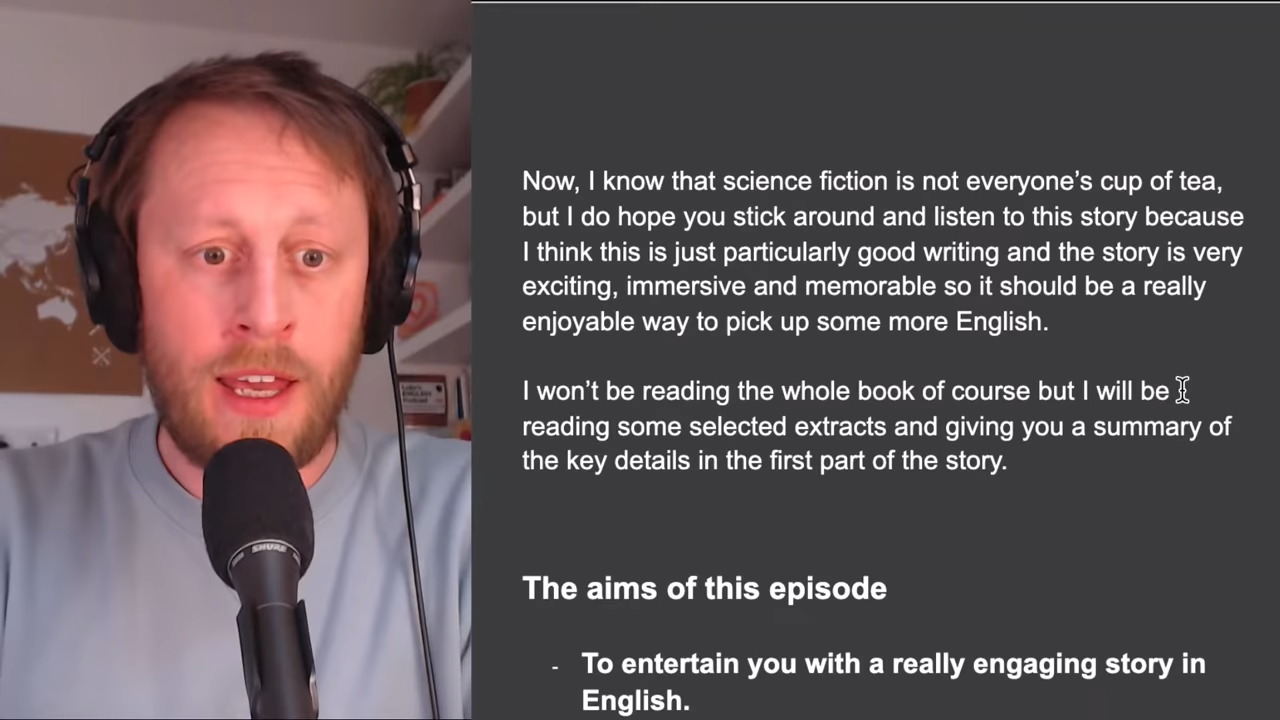 Now, I know that science fiction is not everyone’s cup of tea,
but I do hope you stick around and listen to this story because
I think this is just particularly good writing and the story is very
exciting, immersive and memorable so it should be a really
enjoyable way to pick up some more English.
I won’t be reading the whole book of course but I will be
reading some selected extracts and giving you a summary of
the key details in the first part of the story.
The aims of this episode
- To entertain you with a really engaging story in
English.
Luke's
ENGLISH
Podcast
SHURE